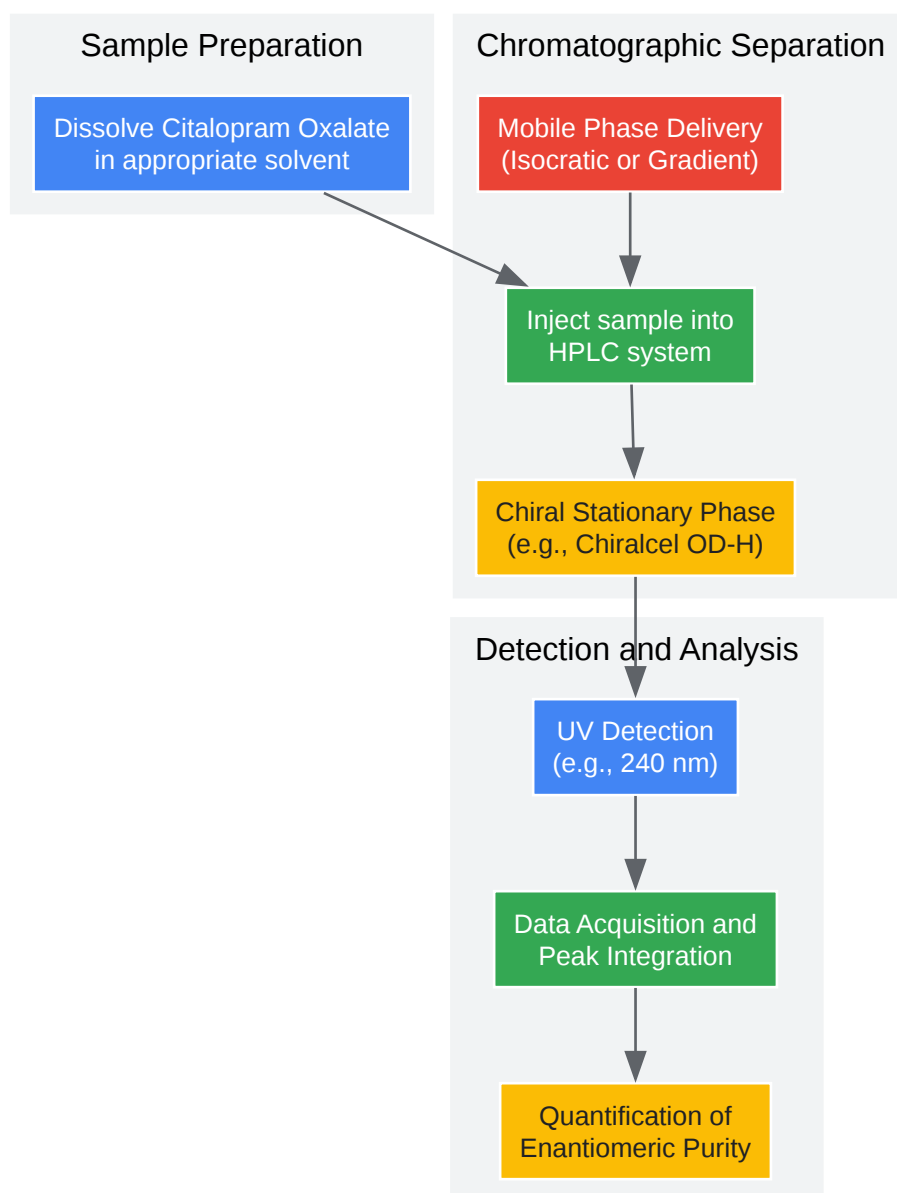 Sample Preparation
Dissolve Citalopram Oxalate
in appropriate solvent
Chromatographic Separation
Mobile Phase Delivery
(Isocratic or Gradient)
Inject sample into
HPLC system
Chiral Stationary Phase
(e.g., Chiralcel OD-H)
Detection and Analysis
UV Detection
(e.g., 240 nm)
Data Acquisition and
Peak Integration
Quantification of
Enantiomeric Purity